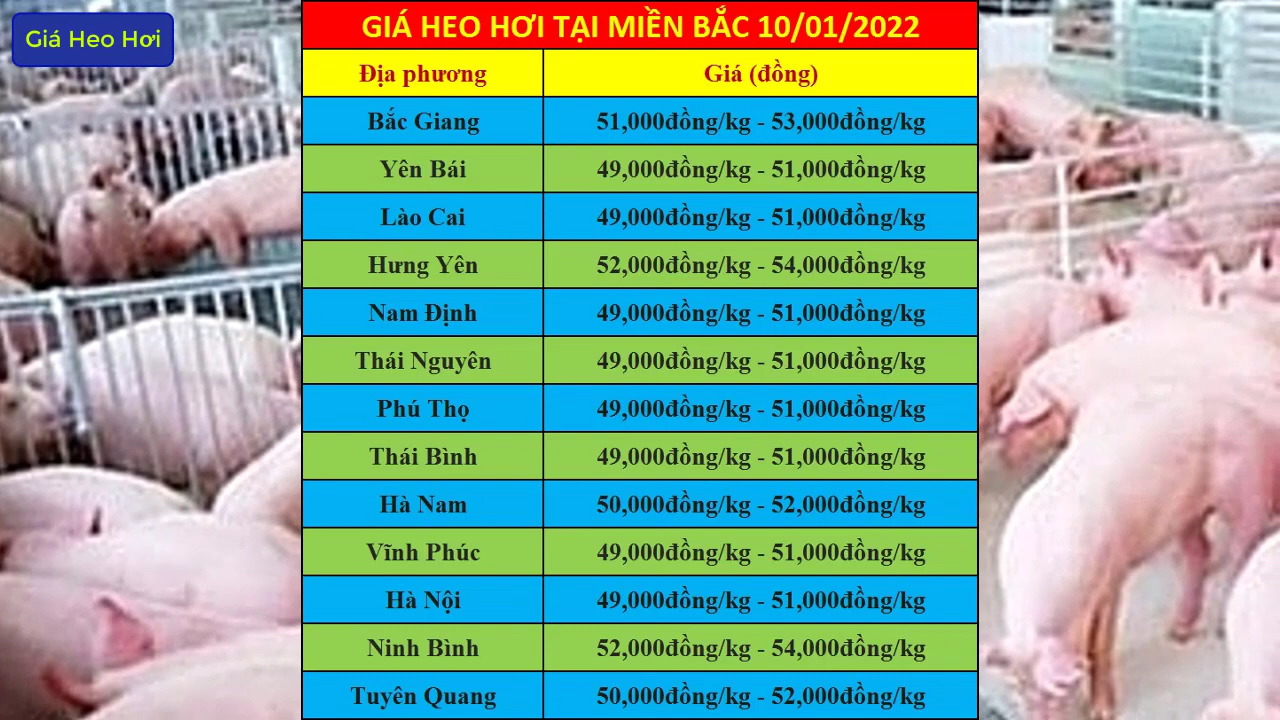 Giá Heo Hơi
GIÁ HEO HƠI TẠI MIỀN BẮC 10/01/2022
Địa phương Giá (đồng)
Bắc Giang 51,000đồng/kg - 53,000đồng/kg
Yên Bái 49,000đồng/kg - 51,000đồng/kg
Lào Cai 49,000đồng/kg - 51,000đồng/kg
Hưng Yên 52,000đồng/kg - 54,000đồng/kg
Nam Định 49,000đồng/kg - 51,000đồng/kg
Thái Nguyên 49,000đồng/kg - 51,000đồng/kg
Phú Thọ 49,000đồng/kg - 51,000đồng/kg
Thái Bình 49,000đồng/kg - 51,000đồng/kg
Hà Nam 50,000đồng/kg - 52,000đồng/kg
Vĩnh Phúc 49,000đồng/kg - 51,000đồng/kg
Hà Nội 49,000đồng/kg - 51,000đồng/kg
Ninh Bình 52,000đồng/kg - 54,000đồng/kg
Tuyên Quang 50,000đồng/kg - 52,000đồng/kg